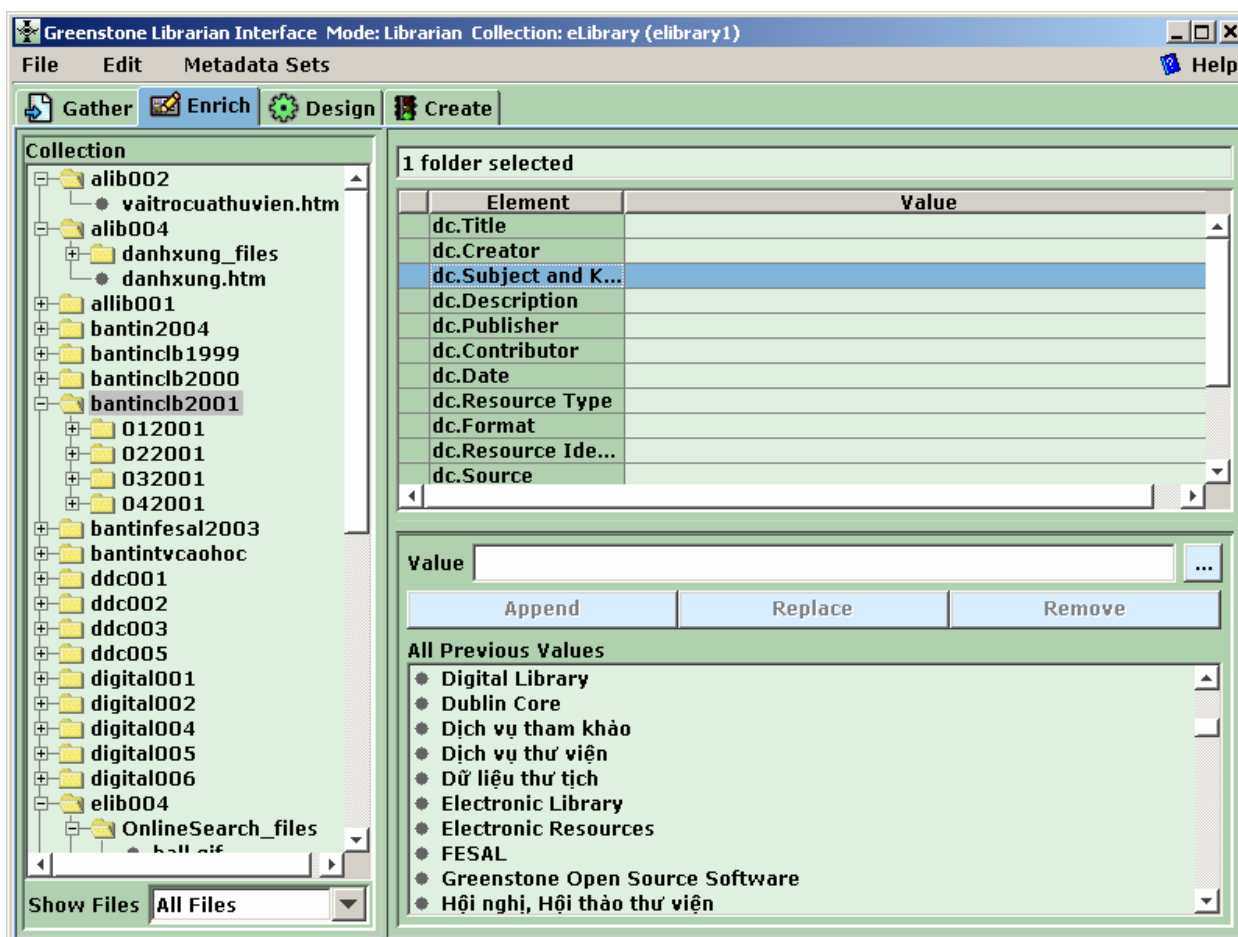 Greenstone Librarian Interface Mode: Librarian Collection: eLibrary (elibrary1)
File Edit Metadata Sets Help
Gather Enrich Design Create
Collection
alib002
vaitrocuathuvien.htm
alib004
danhxung_files
danhxung.htm
allib001
bantin2004
bantinclb1999
bantinclb2000
bantinclb2001
012001
022001
032001
042001
bantinfesal2003
bantintvcaohoc
ddc001
ddc002
ddc003
ddc005
digital001
digital002
digital004
digital005
digital006
elib004
OnlineSearch_files
ball.gif
Show Files All Files
1 folder selected
Element Value
dc.Title
dc.Creator
dc.Subject and K...
dc.Description
dc.Publisher
dc.Contributor
dc.Date
dc.Resource Type
dc.Format
dc.Resource Ide...
dc.Source
Value ...
Append Replace Remove
All Previous Values
Digital Library
Dublin Core
Dịch vụ tham khảo
Dịch vụ thư viện
Dữ liệu thư tịch
Electronic Library
Electronic Resources
FESAL
Greenstone Open Source Software
Hội nghị, Hội thảo thư viện